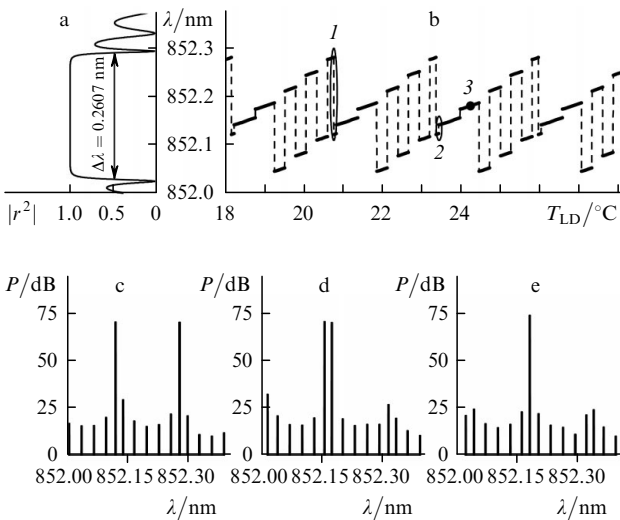 a
λ/nm
1
b
852.3
Δλ = 0.2607 nm
3
852.2
852.1
2
852.0
|r²| 1.0 0.5 0 18 20 22 24 T_LD/°C
P/dB c P/dB d P/dB e
75 75 75
50 50 50
25 25 25
0 0 0
852.00 852.15 852.30 852.00 852.15 852.30 852.00 852.15 852.30
λ/nm λ/nm λ/nm